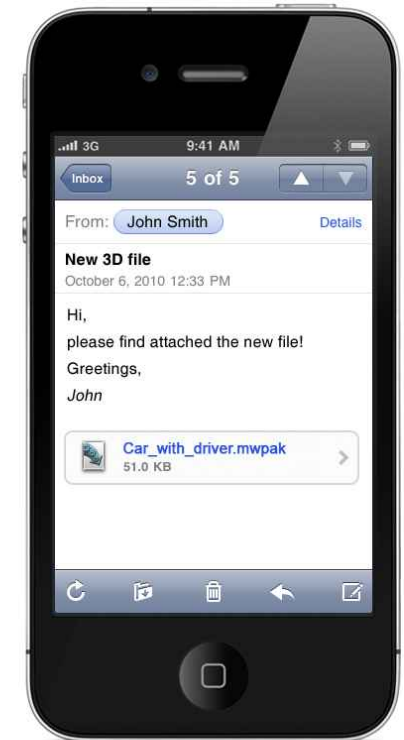 3G 9:41 AM
Inbox 5 of 5
From: John Smith Details
New 3D file
October 6, 2010 12:33 PM
Hi,
please find attached the new file!
Greetings,
John
Car_with_driver.mwpak
51.0 KB